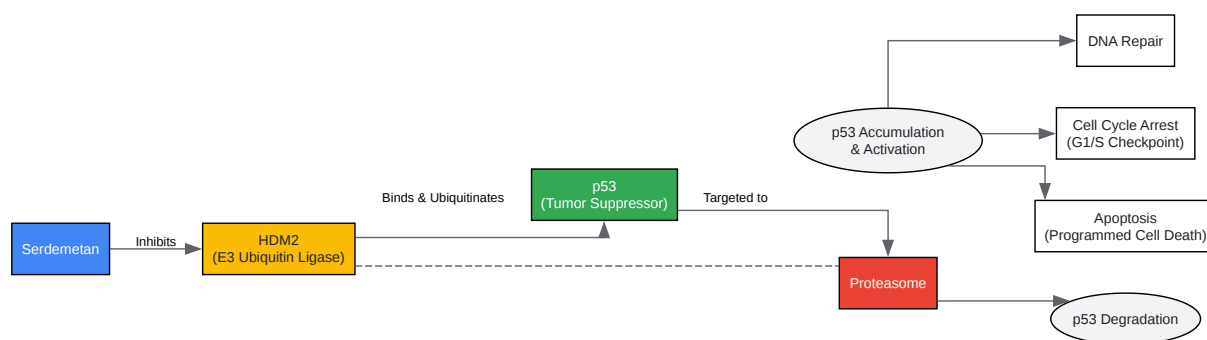 Serdemetan
Inhibits
HDM2
(E3 Ubiquitin Ligase)
Binds & Ubiquitinates
p53
(Tumor Suppressor)
Targeted to
Proteasome
p53 Degradation
p53 Accumulation
& Activation
DNA Repair
Cell Cycle Arrest
(G1/S Checkpoint)
Apoptosis
(Programmed Cell Death)